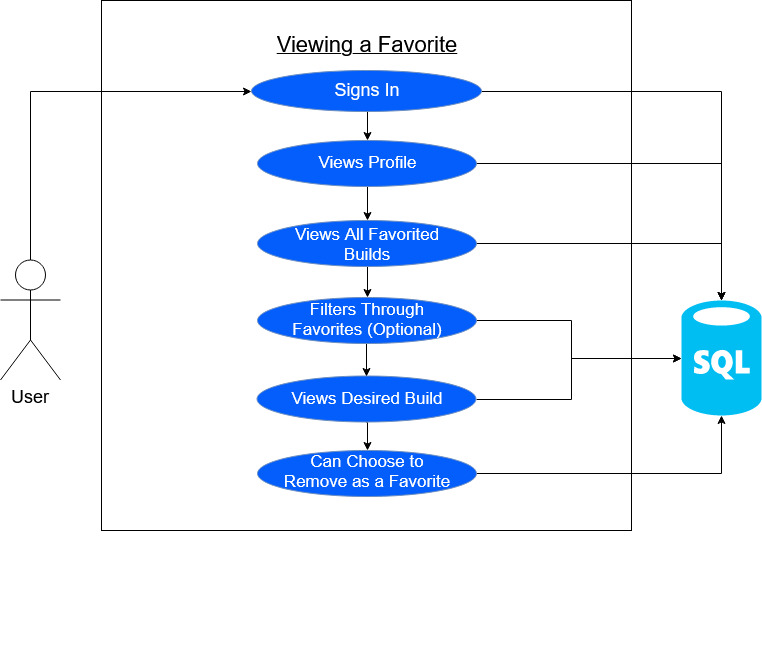 Viewing a Favorite
Signs In
Views Profile
Views All Favorited
Builds
Filters Through
Favorites (Optional)
SQL
Views Desired Build
User
Can Choose to
Remove as a Favorite